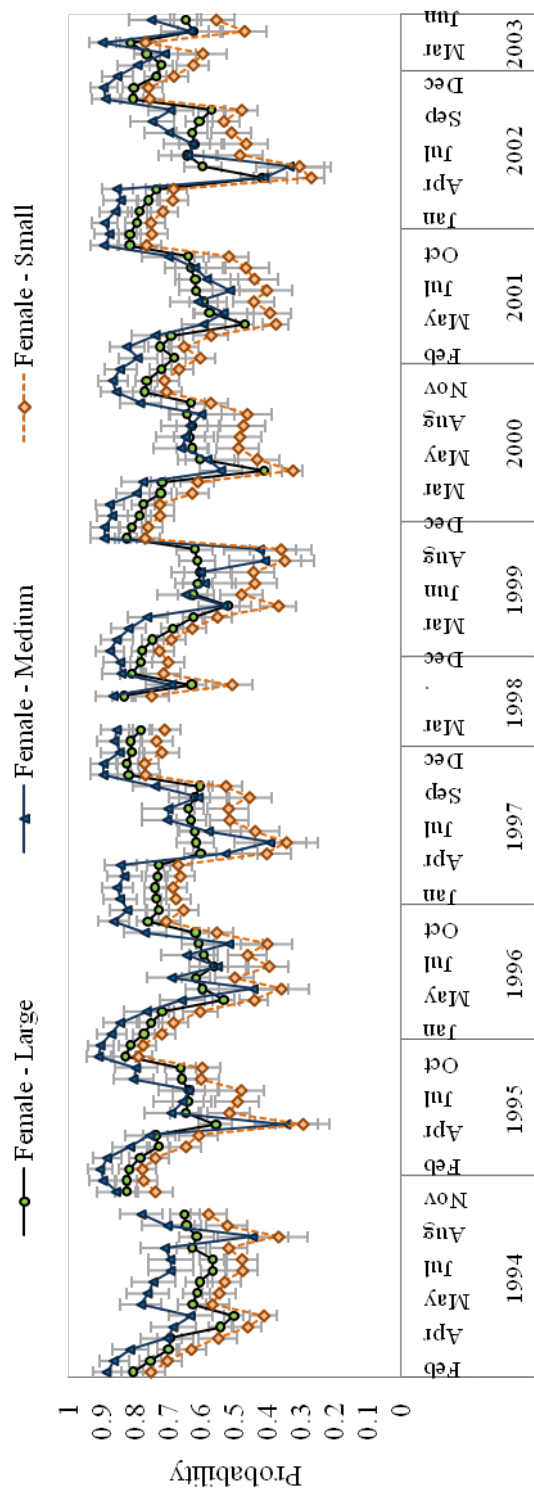 Female - Large
Female - Medium
Female - Small
Probability
1
0.9
0.8
0.7
0.6
0.5
0.4
0.3
0.2
0.1
0
Feb Apr May Jul Aug Nov
Feb Apr Jul Oct
Jan May Jul Oct
Jan Apr Jul Sep Dec
Mar . Dec
Mar Jun Aug Dec
Mar May Aug Nov
Feb May Jul Oct
Jan Apr Jul Sep Dec
Mar Jun
1994 1995 1996 1997 1998 1999 2000 2001 2002 2003